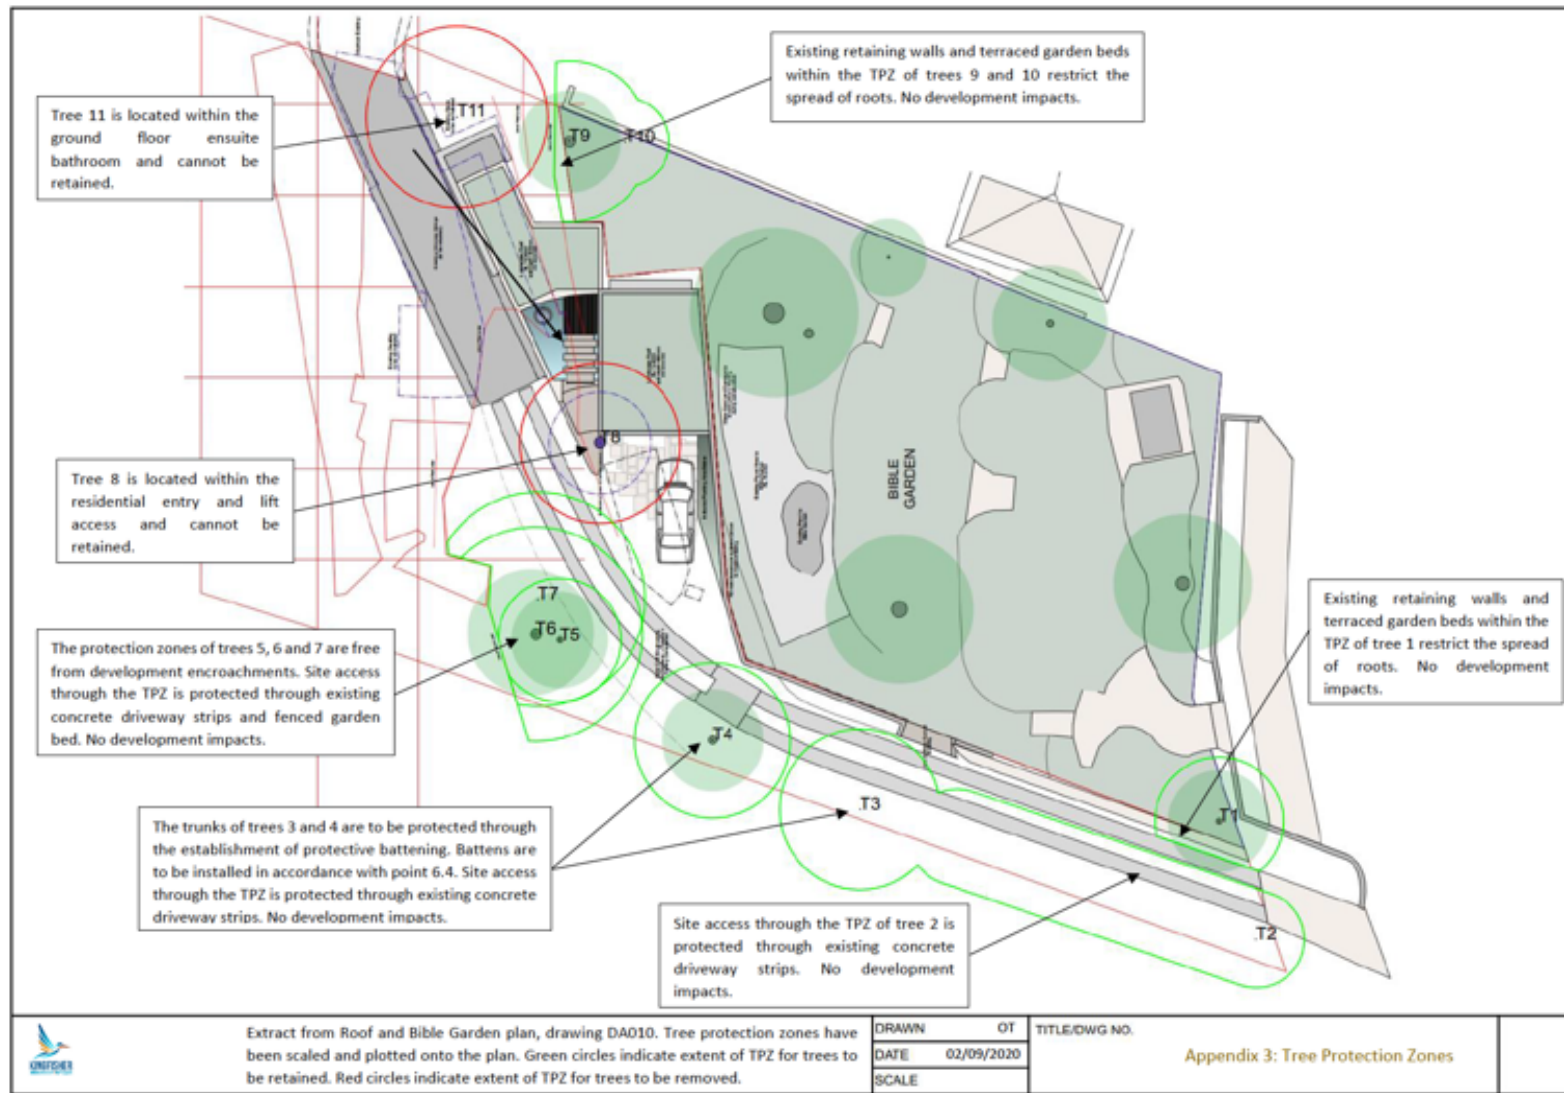 Existing retaining walls and terraced garden beds
within the TPZ of trees 9 and 10 restrict the
spread of roots. No development impacts.
Tree 11 is located within the
ground floor ensuite
bathroom and cannot be
retained.
T11
T9
T10
T8
Tree 8 is located within the
residential entry and lift
access and cannot be
retained.
BIBLE
GARDEN
T7
T6
T5
The protection zones of trees 5, 6 and 7 are free
from development encroachments. Site access
through the TPZ is protected through existing
concrete driveway strips and fenced garden
bed. No development impacts.
Existing retaining walls and
terraced garden beds within the
TPZ of tree 1 restrict the spread
of roots. No development
impacts.
T4
T3
T1
T2
The trunks of trees 3 and 4 are to be protected through
the establishment of protective battening. Battens are
to be installed in accordance with point 6.4. Site access
through the TPZ is protected through existing concrete
driveway strips. No development impacts.
Site access through the TPZ of tree 2 is
protected through existing concrete
driveway strips. No development
impacts.
KINGFISHER
Extract from Roof and Bible Garden plan, drawing DA010. Tree protection zones have
been scaled and plotted onto the plan. Green circles indicate extent of TPZ for trees to
be retained. Red circles indicate extent of TPZ for trees to be removed.
DRAWN OT
DATE 02/09/2020
SCALE
TITLE/DWG NO.
Appendix 3: Tree Protection Zones